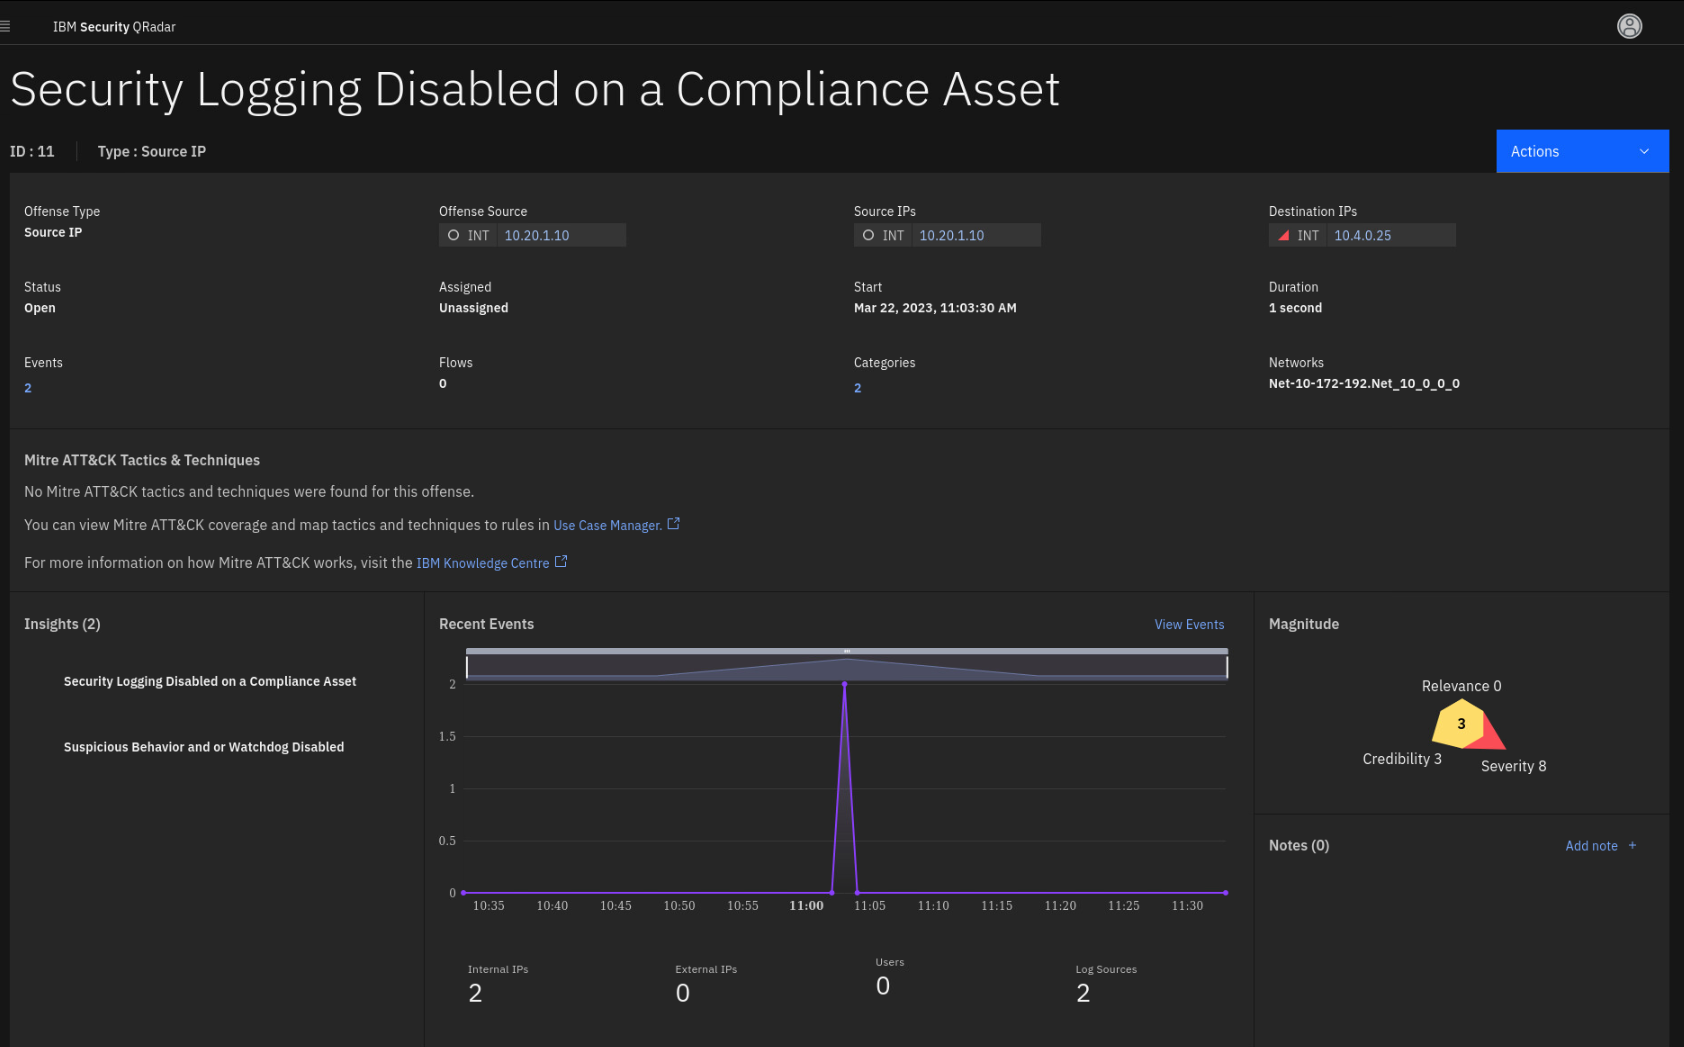 IBM Security QRadar
Security Logging Disabled on a Compliance Asset
ID : 11
Type : Source IP
Actions
Offense Type
Source IP
Offense Source
INT 10.20.1.10
Source IPs
INT 10.20.1.10
Destination IPs
INT 10.4.0.25
Status
Open
Assigned
Unassigned
Start
Mar 22, 2023, 11:03:30 AM
Duration
1 second
Events
2
Flows
0
Categories
2
Networks
Net-10-172-192.Net_10_0_0_0
Mitre ATT&CK Tactics & Techniques
No Mitre ATT&CK tactics and techniques were found for this offense.
You can view Mitre ATT&CK coverage and map tactics and techniques to rules in Use Case Manager.
For more information on how Mitre ATT&CK works, visit the IBM Knowledge Centre
Insights (2)
Security Logging Disabled on a Compliance Asset
Suspicious Behavior and or Watchdog Disabled
Recent Events
View Events
2
1.5
1
0.5
0
10:35 10:40 10:45 10:50 10:55 11:00 11:05 11:10 11:15 11:20 11:25 11:30
Internal IPs
2
External IPs
0
Users
0
Log Sources
2
Magnitude
Relevance 0
3
Credibility 3
Severity 8
Notes (0)
Add note +